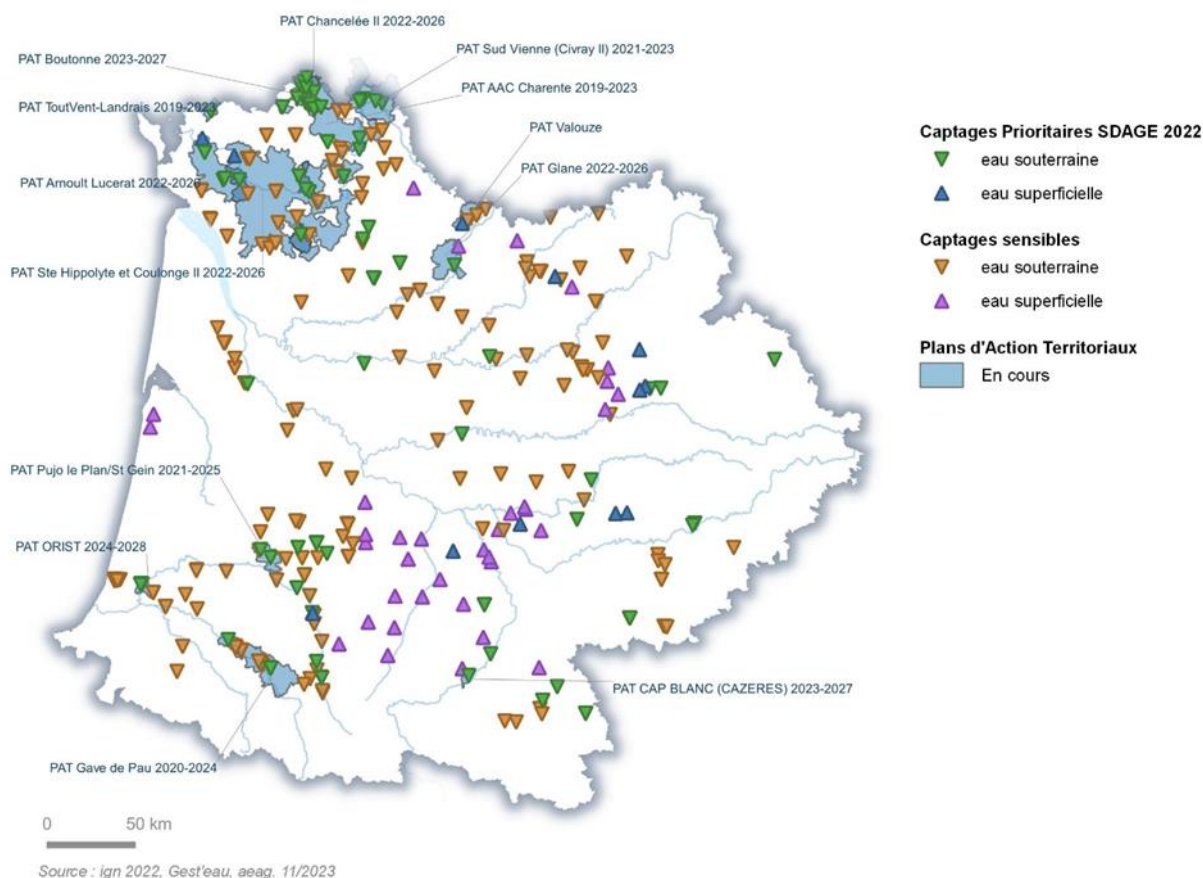 PAT Chancelée II 2022-2026
PAT Sud Vienne (Civray II) 2021-2023
PAT Boutonne 2023-2027
PAT AAC Charente 2019-2023
PAT ToutVent-Landrais 2019-2023
PAT Valouze
PAT Glane 2022-2026
PAT Arnoult Lucerat 2022-2026
PAT Ste Hippolyte et Coulonge II 2022-2026
PAT Pujo le Plan/St Gein 2021-2025
PAT ORIST 2024-2028
PAT CAP BLANC (CAZERES) 2023-2027
PAT Gave de Pau 2020-2024
Captages Prioritaires SDAGE 2022
eau souterraine
eau superficielle
Captages sensibles
eau souterraine
eau superficielle
Plans d'Action Territoriaux
En cours
0 50 km
Source : ign 2022, Gest'eau, aeag. 11/2023